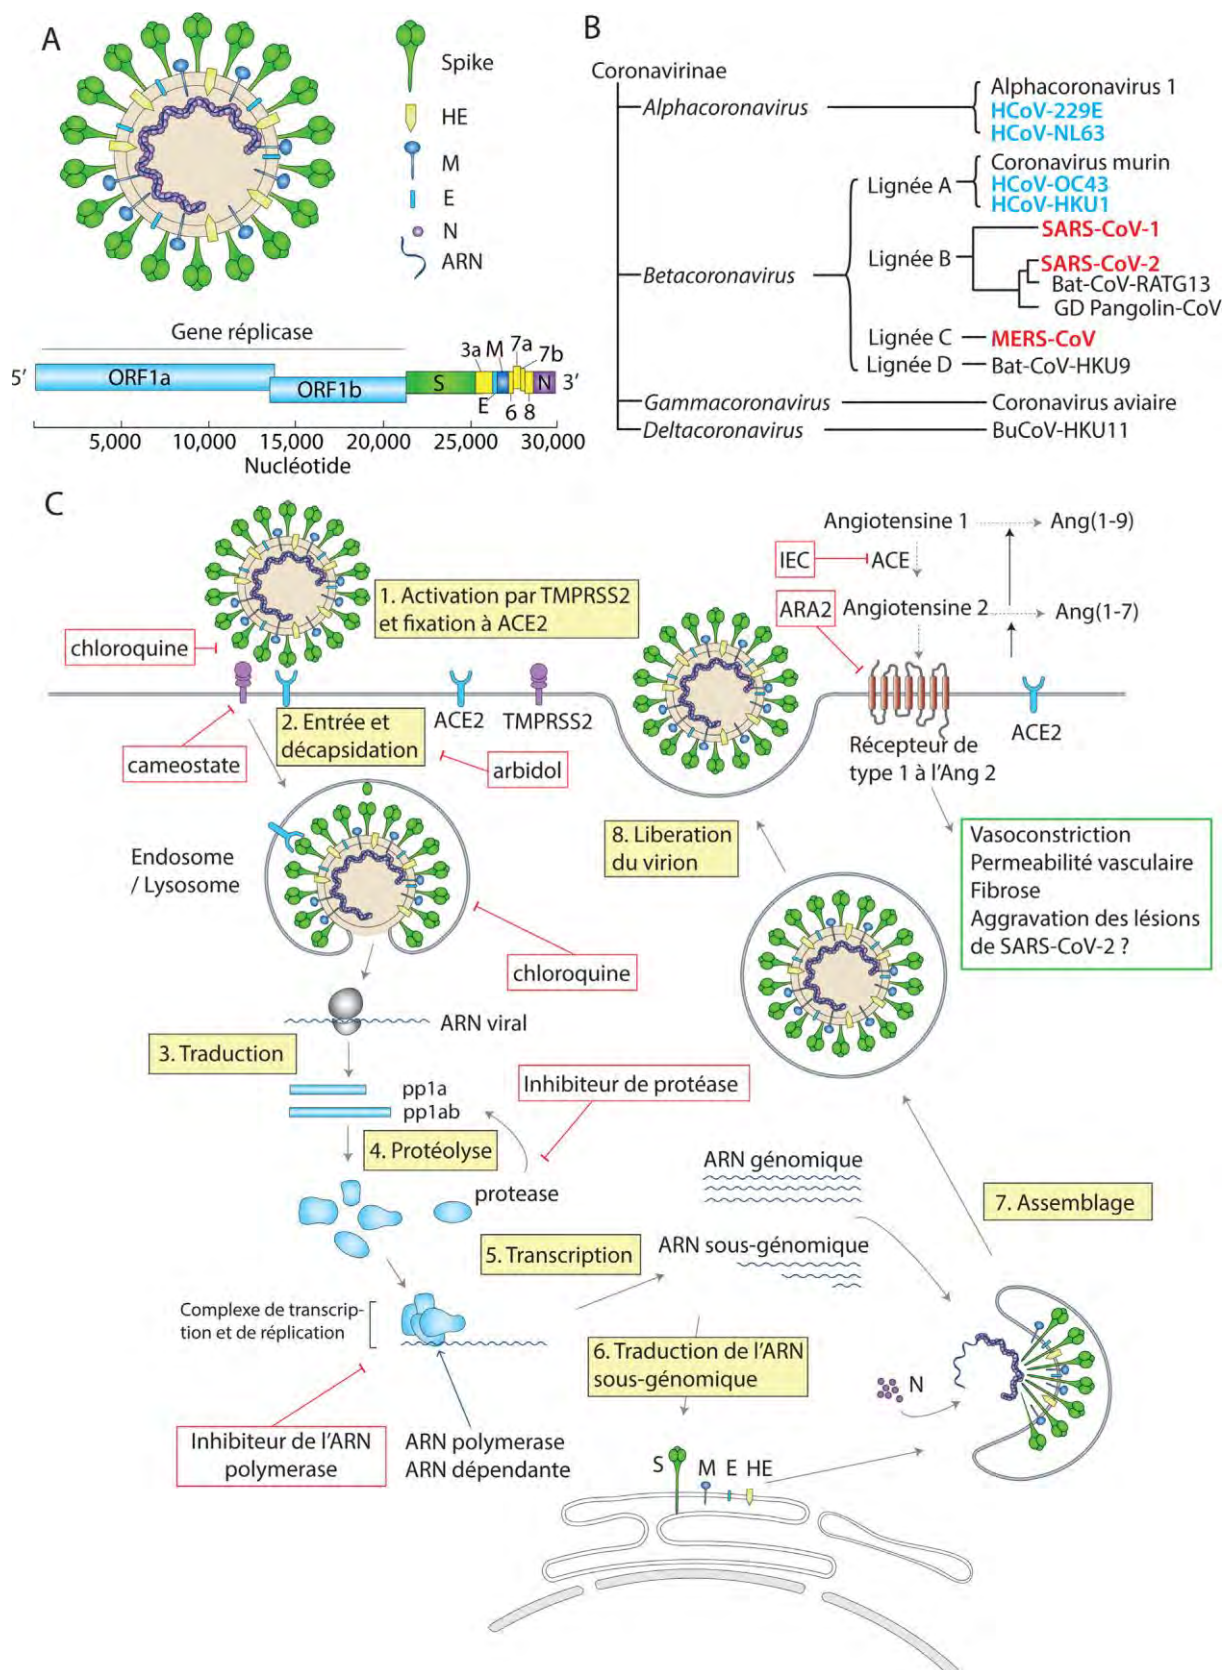 A
Spike
HE
M
E
N
ARN
Gene réplicase
3a
M
7a
7b
5′
ORF1a
ORF1b
S
N
3′
E
6
8
5,000
10,000
15,000
20,000
25,000
30,000
Nucléotide
B
Coronavirinae
Alphacoronavirus
Alphacoronavirus 1
HCoV-229E
HCoV-NL63
Betacoronavirus
Lignée A
Coronavirus murin
HCoV-OC43
HCoV-HKU1
Lignée B
SARS-CoV-1
SARS-CoV-2
Bat-CoV-RATG13
GD Pangolin-CoV
Lignée C
MERS-CoV
Lignée D
Bat-CoV-HKU9
Gammacoronavirus
Coronavirus aviaire
Deltacoronavirus
BuCoV-HKU11
C
1. Activation par TMPRSS2
et fixation à ACE2
chloroquine
2. Entrée et
décapsidation
ACE2
TMPRSS2
cameostate
arbidol
Endosome
/ Lysosome
chloroquine
ARN viral
3. Traduction
pp1a
pp1ab
Inhibiteur de protéase
4. Protéolyse
protease
5. Transcription
Complexe de transcrip-
tion et de réplication
Inhibiteur de l'ARN
polymerase
ARN polymerase
ARN dépendante
ARN génomique
ARN sous-génomique
6. Traduction de l'ARN
sous-génomique
S
M
E
HE
N
7. Assemblage
8. Liberation
du virion
Angiotensine 1
Ang(1-9)
IEC
ACE
ARA2
Angiotensine 2
Ang(1-7)
Récepteur de
type 1 à l'Ang 2
ACE2
Vasoconstriction
Permeabilité vasculaire
Fibrose
Aggravation des lésions
de SARS-CoV-2 ?